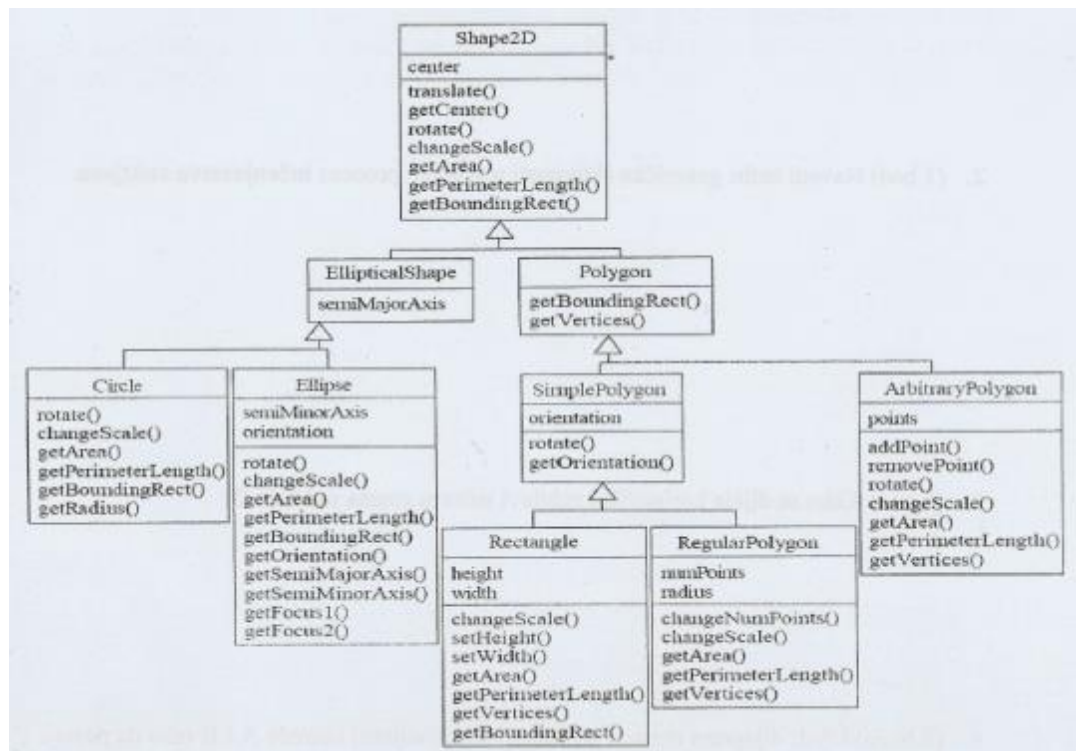 Shape2D
center
translate()
getCenter()
rotate()
changeScale()
getArea()
getPerimeterLength()
getBoundingRect()
EllipticalShape
semiMajorAxis
Polygon
getBoundingRect()
getVertices()
Circle
rotate()
changeScale()
getArea()
getPerimeterLength()
getBoundingRect()
getRadius()
Ellipse
semiMinorAxis
orientation
rotate()
changeScale()
getArea()
getPerimeterLength()
getBoundingRect()
getOrientation()
getSemiMajorAxis()
getSemiMinorAxis()
getFocus1()
getFocus2()
SimplePolygon
orientation
rotate()
getOrientation()
ArbitraryPolygon
points
addPoint()
removePoint()
rotate()
changeScale()
getArea()
getPerimeterLength()
getVertices()
Rectangle
height
width
changeScale()
setHeight()
setWidth()
getArea()
getPerimeterLength()
getVertices()
getBoundingRect()
RegularPolygon
numPoints
radius
changeNumPoints()
changeScale()
getArea()
getPerimeterLength()
getVertices()